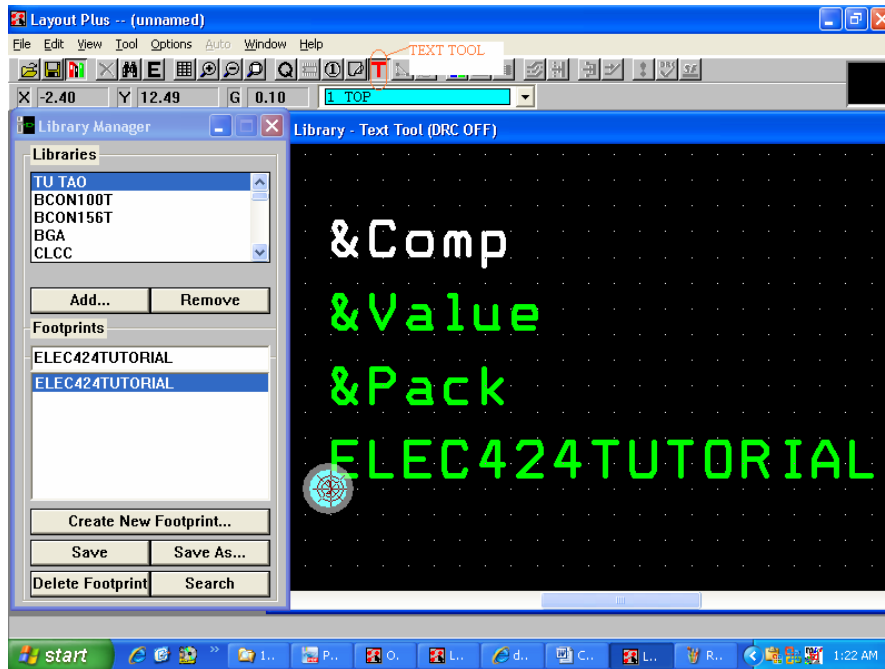 Layout Plus -- (unnamed)
File Edit View Tool Options Auto Window Help
TEXT TOOL
E Q T
X -2.40 Y 12.49 G 0.10 1 TOP
Library Manager
Library - Text Tool (DRC OFF)
Libraries
TU TAO
BCON100T
BCON156T
BGA
CLCC
Add... Remove
Footprints
ELEC424TUTORIAL
ELEC424TUTORIAL
Create New Footprint...
Save Save As...
Delete Footprint Search
&Comp
&Value
&Pack
ELEC424TUTORIAL
start » 1.. P.. O. L.. d.. C.. L.. R.. 1:22 AM